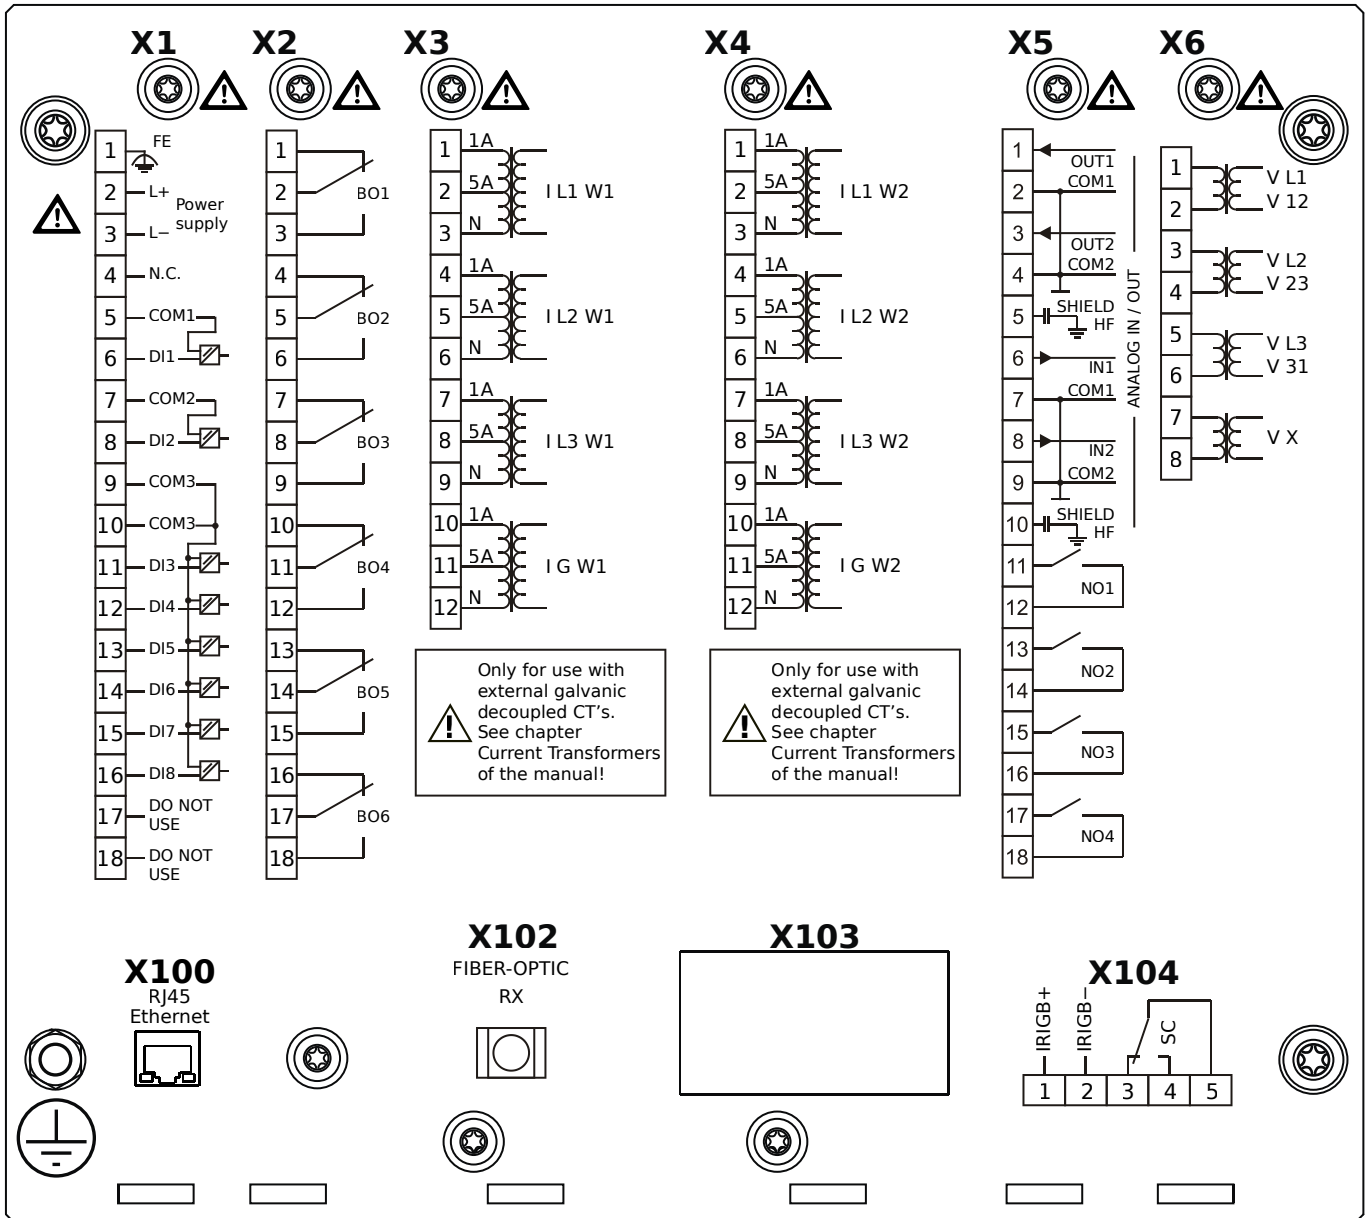 X1
X2
X3
X4
X5
X6
1
FE
2
L+
Power
supply
3
L−
4
N.C.
5
COM1
6
DI1
7
COM2
8
DI2
9
COM3
10
COM3
11
DI3
12
DI4
13
DI5
14
DI6
15
DI7
16
DI8
17
DO NOT
USE
18
DO NOT
USE
1
2
BO1
3
4
5
BO2
6
7
8
BO3
9
10
11
BO4
12
13
14
BO5
15
16
17
BO6
18
1
1A
2
5A
I L1 W1
3
N
4
1A
5
5A
I L2 W1
6
N
7
1A
8
5A
I L3 W1
9
N
10
1A
11
5A
I G W1
12
N
Only for use with
external galvanic
decoupled CT's.
See chapter
Current Transformers
of the manual!
1
1A
2
5A
I L1 W2
3
N
4
1A
5
5A
I L2 W2
6
N
7
1A
8
5A
I L3 W2
9
N
10
1A
11
5A
I G W2
12
N
Only for use with
external galvanic
decoupled CT's.
See chapter
Current Transformers
of the manual!
1
OUT1
2
COM1
3
OUT2
4
COM2
5
SHIELD
HF
6
IN1
7
COM1
8
IN2
9
COM2
10
SHIELD
HF
ANALOG IN / OUT
11
NO1
12
13
NO2
14
15
NO3
16
17
NO4
18
1
V L1
2
V 12
3
V L2
4
V 23
5
V L3
6
V 31
7
V X
8
X100
RJ45
Ethernet
X102
FIBER-OPTIC
RX
X103
X104
IRIGB+
IRIGB−
SC
1 2 3 4 5